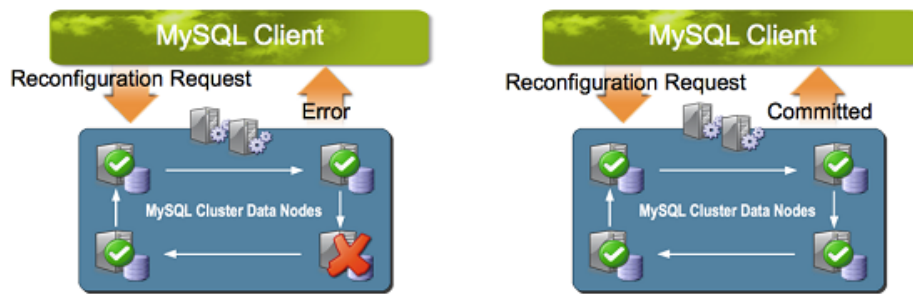 MySQL Client
Reconfiguration Request
Error
MySQL Cluster Data Nodes
MySQL Client
Reconfiguration Request
Committed
MySQL Cluster Data Nodes